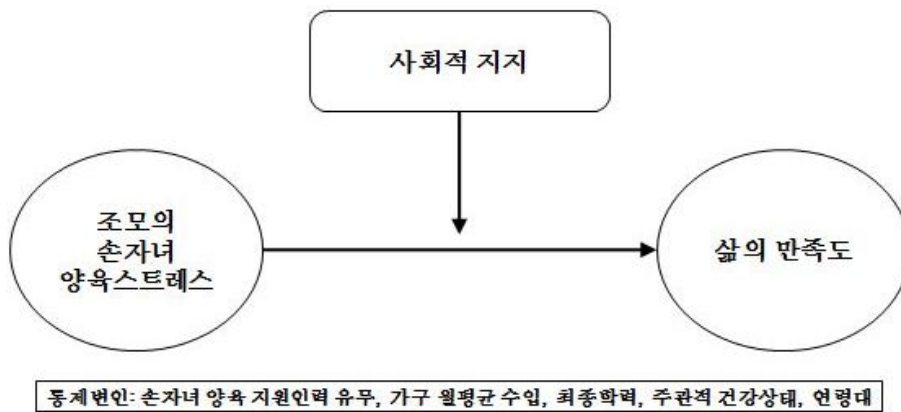 사회적 지지
조모의
손자녀
양육스트레스
삶의 만족도
통제변인: 손자녀 양육 지원인력 유무, 가구 월평균 수입, 최종학력, 주관적 건강상태, 연령대